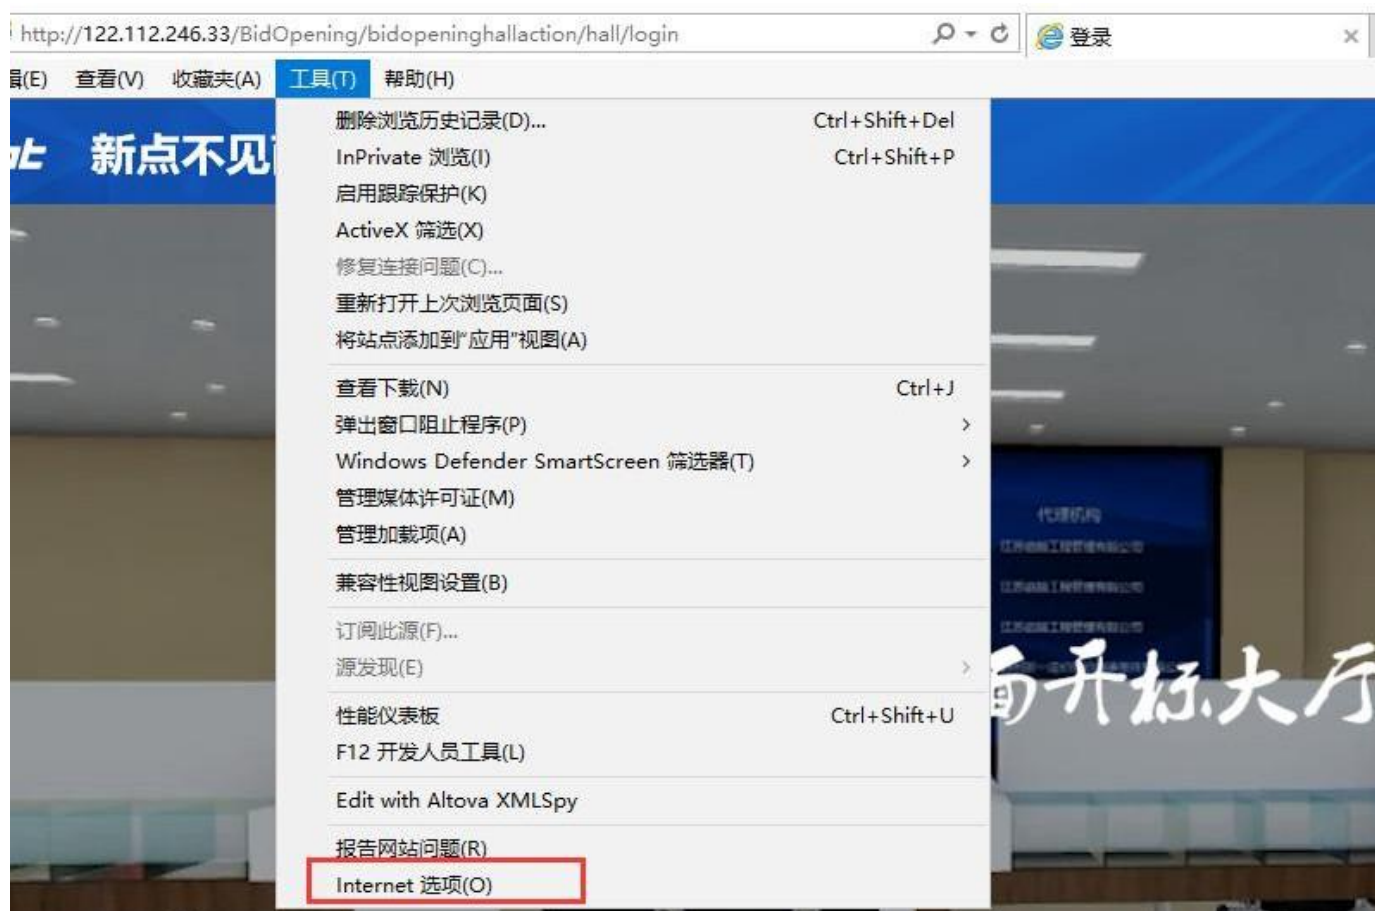 http://122.112.246.33/BidOpening/bidopeninghallaction/hall/login
登录
(E) 查看(V) 收藏夹(A) 工具(T) 帮助(H)
新点不见
删除浏览历史记录(D)... Ctrl+Shift+Del
InPrivate 浏览(I) Ctrl+Shift+P
启用跟踪保护(K)
ActiveX 筛选(X)
修复连接问题(C)...
重新打开上次浏览页面(S)
将站点添加到"应用"视图(A)
查看下载(N) Ctrl+J
弹出窗口阻止程序(P)
Windows Defender SmartScreen 筛选器(T)
管理媒体许可证(M)
管理加载项(A)
兼容性视图设置(B)
订阅此源(F)...
源发现(E)
性能仪表板 Ctrl+Shift+U
F12 开发人员工具(L)
Edit with Altova XMLSpy
报告网站问题(R)
Internet 选项(O)
代理机构
面开标大厅